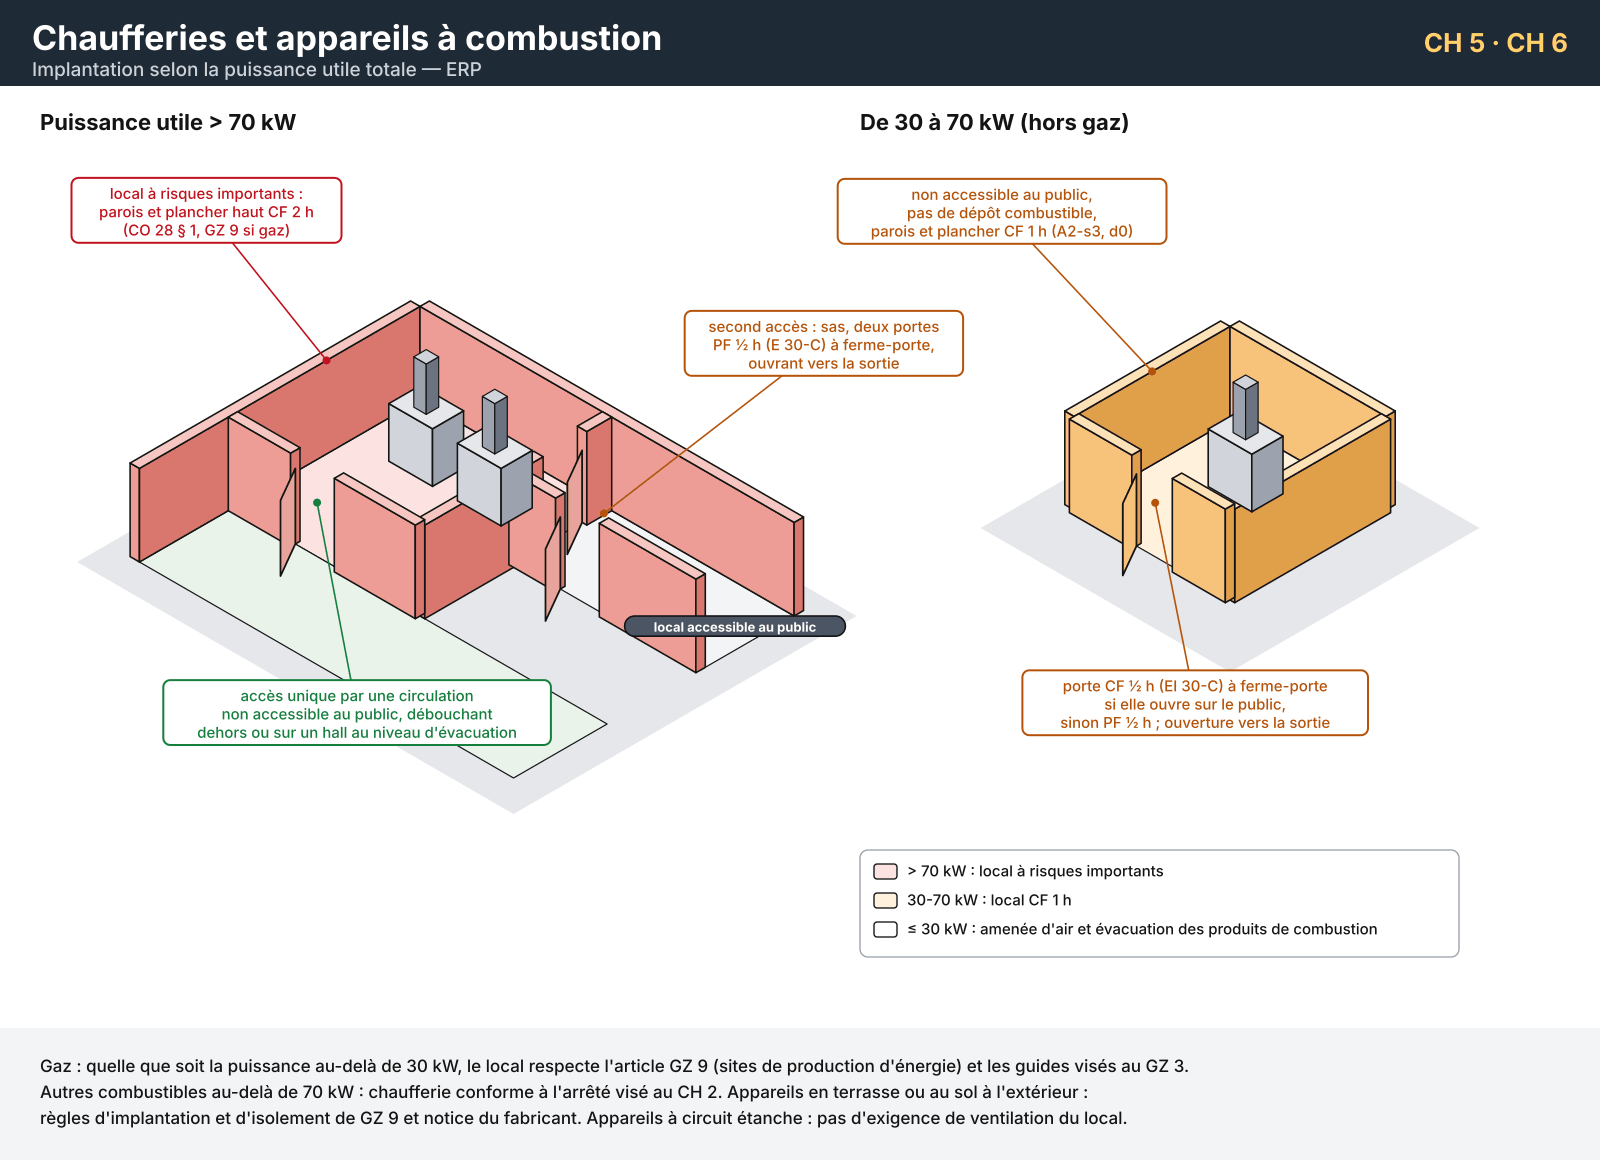 Chaufferies et appareils à combustion
Implantation selon la puissance utile totale — ERP
CH 5 · CH 6
Puissance utile > 70 kW
De 30 à 70 kW (hors gaz)
local à risques importants :
parois et plancher haut CF 2 h
(CO 28 § 1, GZ 9 si gaz)
non accessible au public,
pas de dépôt combustible,
parois et plancher CF 1 h (A2-s3, d0)
second accès : sas, deux portes
PF ½ h (E 30-C) à ferme-porte,
ouvrant vers la sortie
local accessible au public
accès unique par une circulation
non accessible au public, débouchant
dehors ou sur un hall au niveau d'évacuation
porte CF ½ h (EI 30-C) à ferme-porte
si elle ouvre sur le public,
sinon PF ½ h ; ouverture vers la sortie
> 70 kW : local à risques importants
30-70 kW : local CF 1 h
≤ 30 kW : amenée d'air et évacuation des produits de combustion
Gaz : quelle que soit la puissance au-delà de 30 kW, le local respecte l'article GZ 9 (sites de production d'énergie) et les guides visés au GZ 3.
Autres combustibles au-delà de 70 kW : chaufferie conforme à l'arrêté visé au CH 2. Appareils en terrasse ou au sol à l'extérieur :
règles d'implantation et d'isolement de GZ 9 et notice du fabricant. Appareils à circuit étanche : pas d'exigence de ventilation du local.